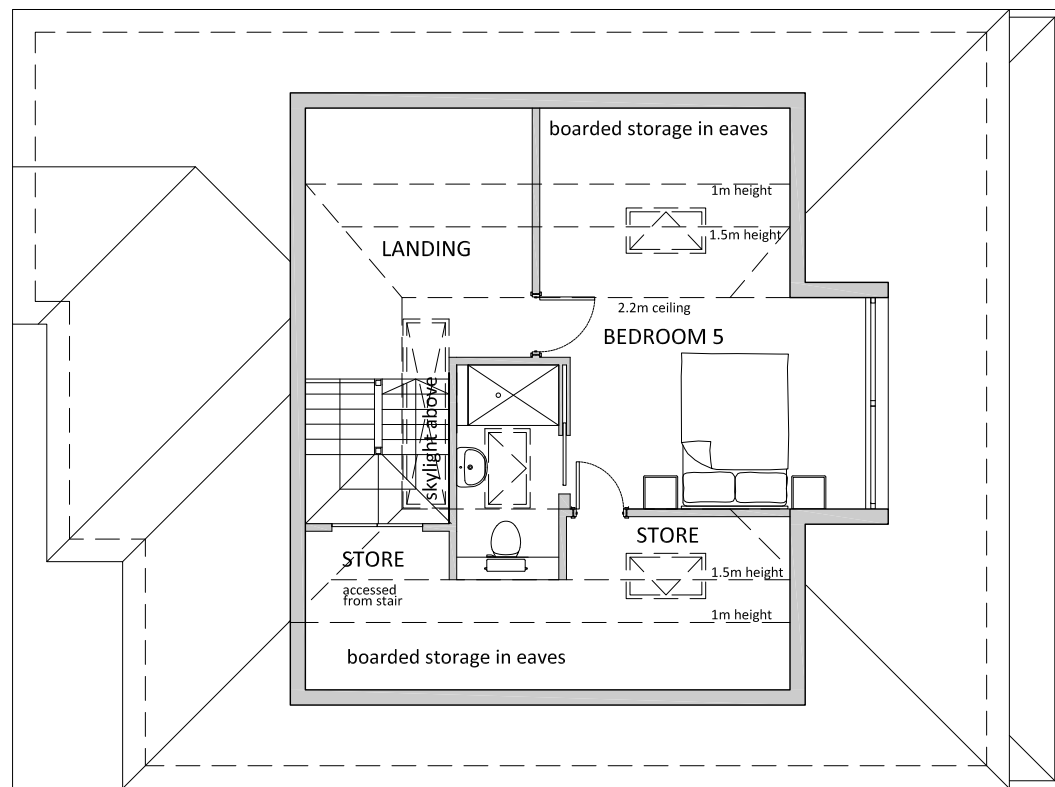 boarded storage in eaves
1m height
1.5m height
LANDING
2.2m ceiling
BEDROOM 5
skylight above
STORE
STORE
1.5m height
accessed
from stair
1m height
boarded storage in eaves